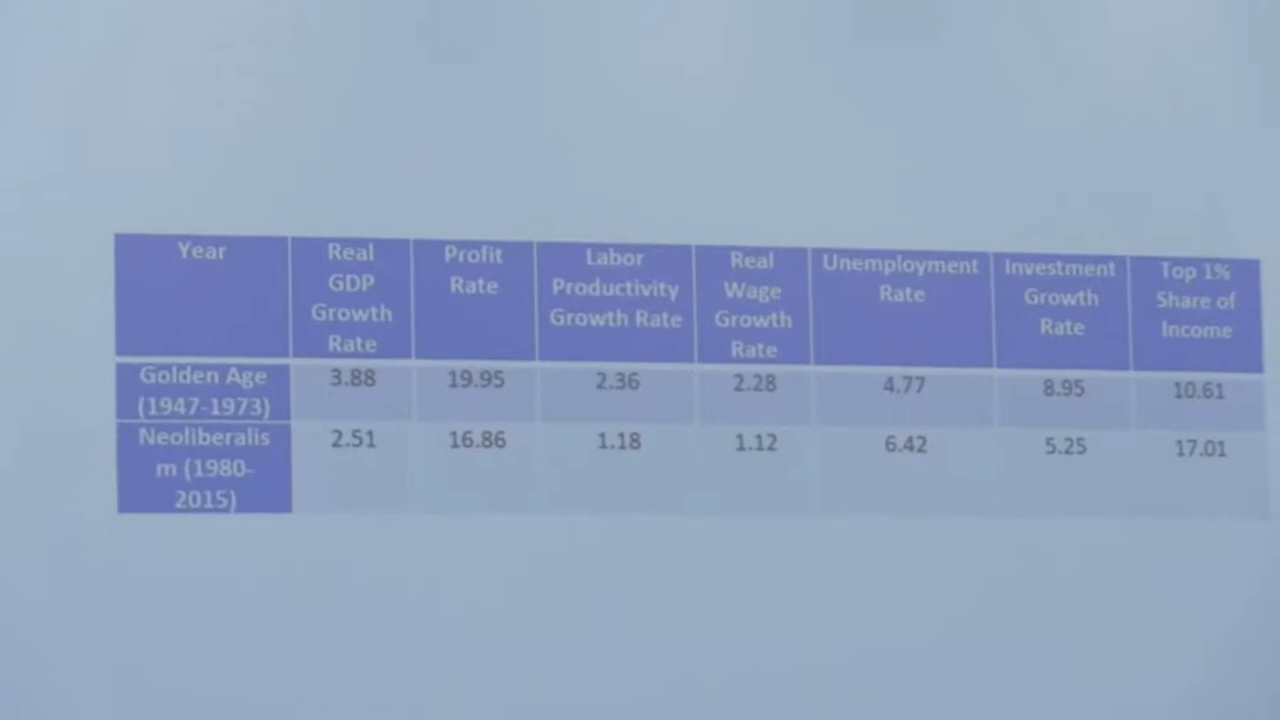 Year
Real
GDP
Growth
Rate
Profit
Rate
Labor
Productivity
Growth Rate
Real
Wage
Growth
Rate
Unemployment
Rate
Investment
Growth
Rate
Top 1%
Share of
Income
Golden Age
(1947-1973)
3.88
19.95
2.36
2.28
4.77
8.95
10.61
Neoliberalis
m (1980-
2015)
2.51
16.86
1.18
1.12
6.42
5.25
17.01